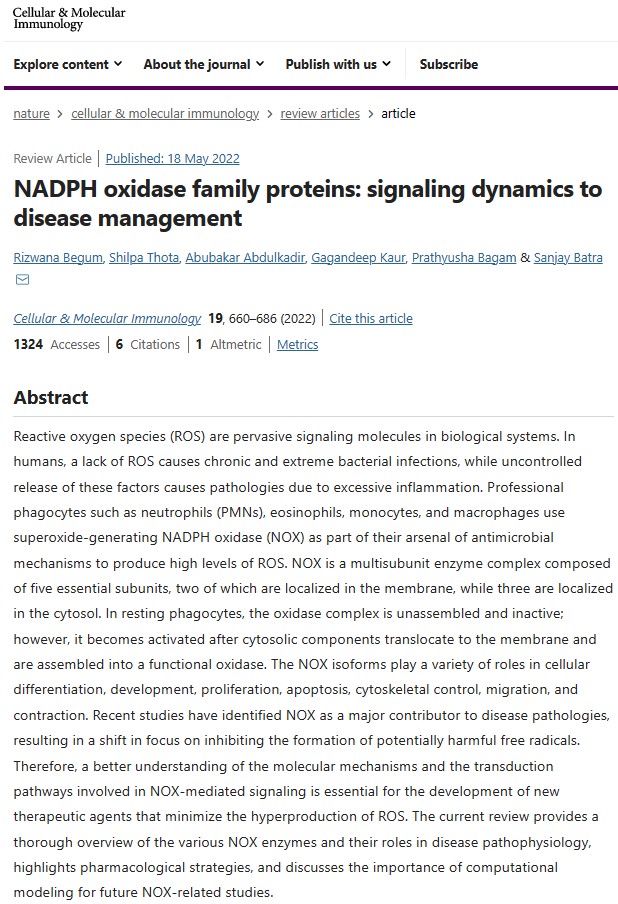 Cellular & Molecular
Immunology
Explore content
About the journal
Publish with us
Subscribe
nature > cellular & molecular immunology > review articles > article
Review Article | Published: 18 May 2022
NADPH oxidase family proteins: signaling dynamics to
disease management
Rizwana Begum, Shilpa Thota, Abubakar Abdulkadir, Gagandeep Kaur, Prathyusha Bagam & Sanjay Batra
Cellular & Molecular Immunology 19, 660–686 (2022) | Cite this article
1324 Accesses | 6 Citations | 1 Altmetric | Metrics
Abstract
Reactive oxygen species (ROS) are pervasive signaling molecules in biological systems. In
humans, a lack of ROS causes chronic and extreme bacterial infections, while uncontrolled
release of these factors causes pathologies due to excessive inflammation. Professional
phagocytes such as neutrophils (PMNs), eosinophils, monocytes, and macrophages use
superoxide-generating NADPH oxidase (NOX) as part of their arsenal of antimicrobial
mechanisms to produce high levels of ROS. NOX is a multisubunit enzyme complex composed
of five essential subunits, two of which are localized in the membrane, while three are localized
in the cytosol. In resting phagocytes, the oxidase complex is unassembled and inactive;
however, it becomes activated after cytosolic components translocate to the membrane and
are assembled into a functional oxidase. The NOX isoforms play a variety of roles in cellular
differentiation, development, proliferation, apoptosis, cytoskeletal control, migration, and
contraction. Recent studies have identified NOX as a major contributor to disease pathologies,
resulting in a shift in focus on inhibiting the formation of potentially harmful free radicals.
Therefore, a better understanding of the molecular mechanisms and the transduction
pathways involved in NOX-mediated signaling is essential for the development of new
therapeutic agents that minimize the hyperproduction of ROS. The current review provides a
thorough overview of the various NOX enzymes and their roles in disease pathophysiology,
highlights pharmacological strategies, and discusses the importance of computational
modeling for future NOX-related studies.